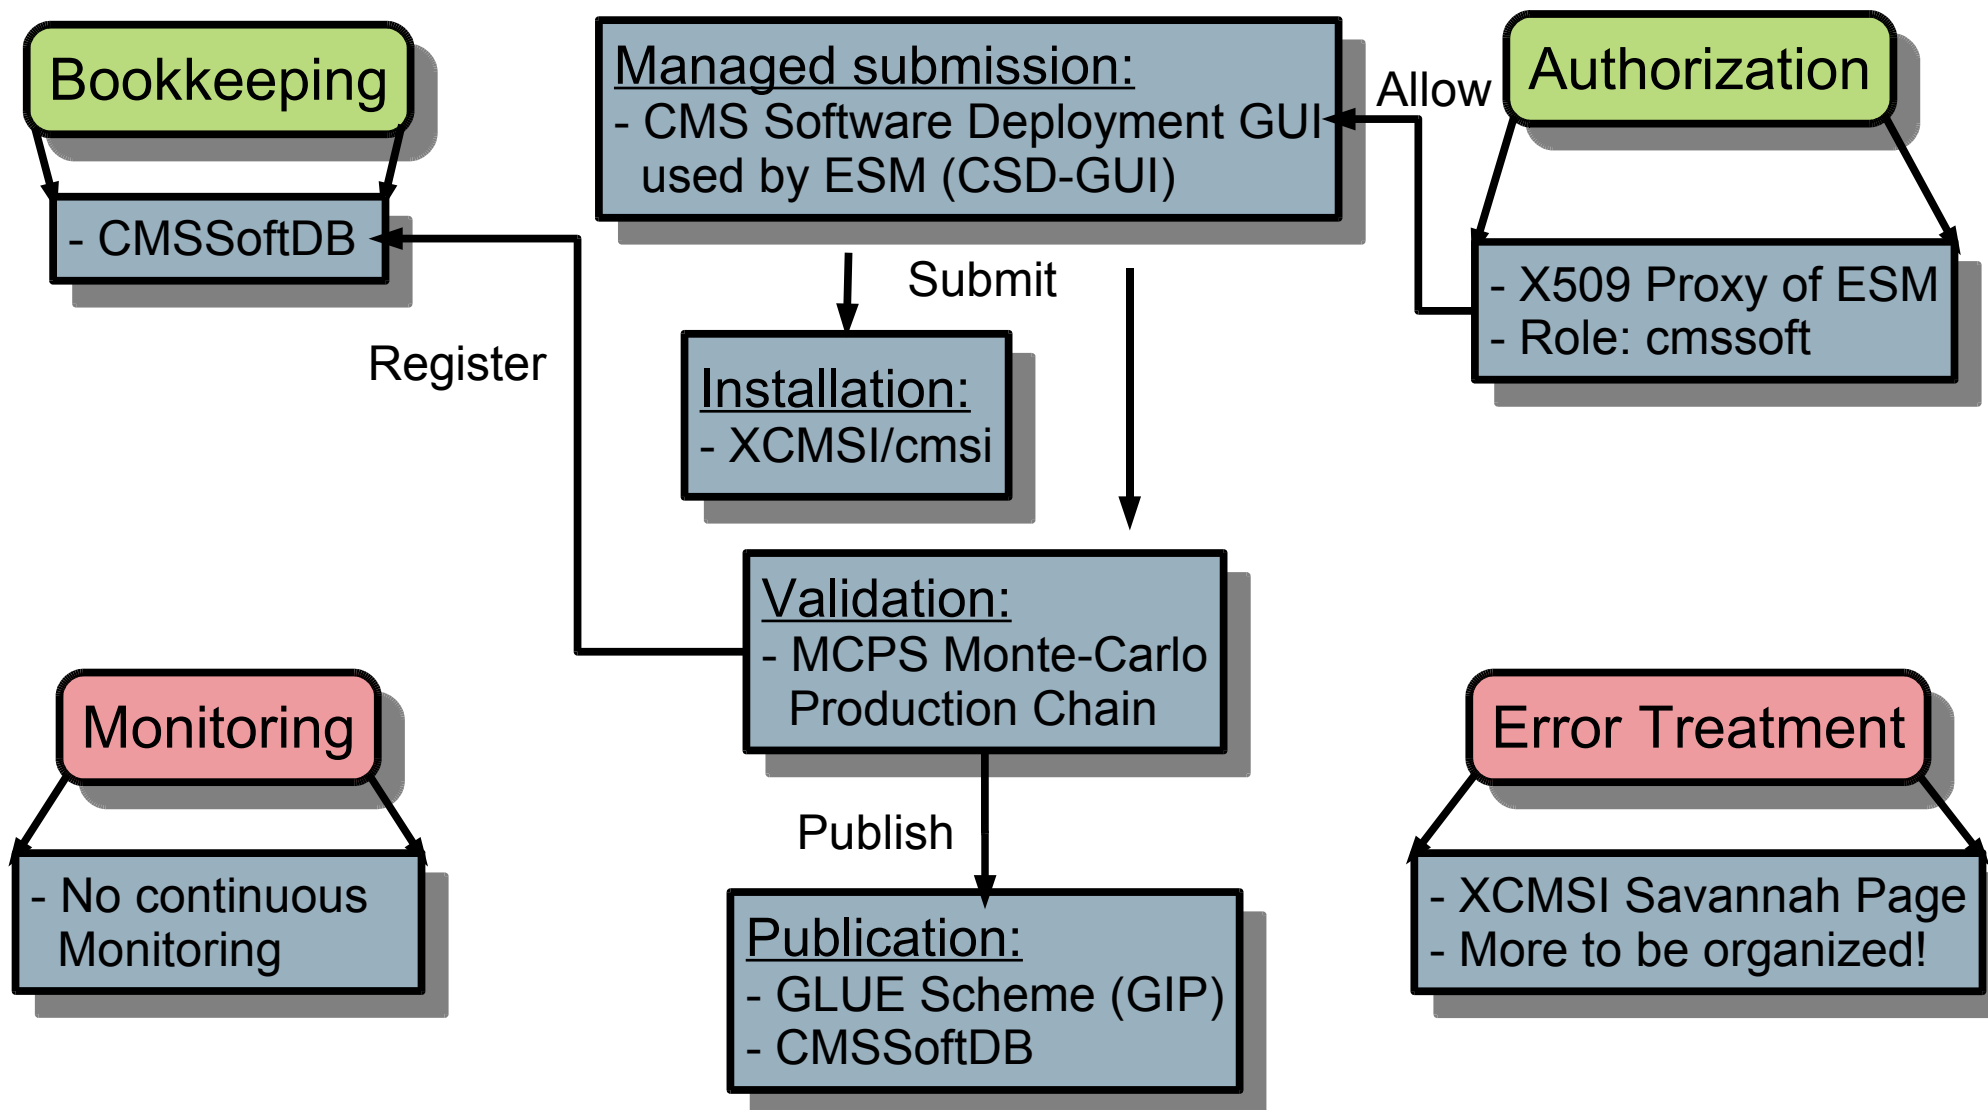 Bookkeeping
- CMSSoftDB
Managed submission:
- CMS Software Deployment GUI
used by ESM (CSD-GUI)
Allow
Authorization
- X509 Proxy of ESM
- Role: cmssoft
Submit
Register
Installation:
- XCMSI/cmsi
Validation:
- MCPS Monte-Carlo
Production Chain
Monitoring
- No continuous
Monitoring
Publish
Publication:
- GLUE Scheme (GIP)
- CMSSoftDB
Error Treatment
- XCMSI Savannah Page
- More to be organized!